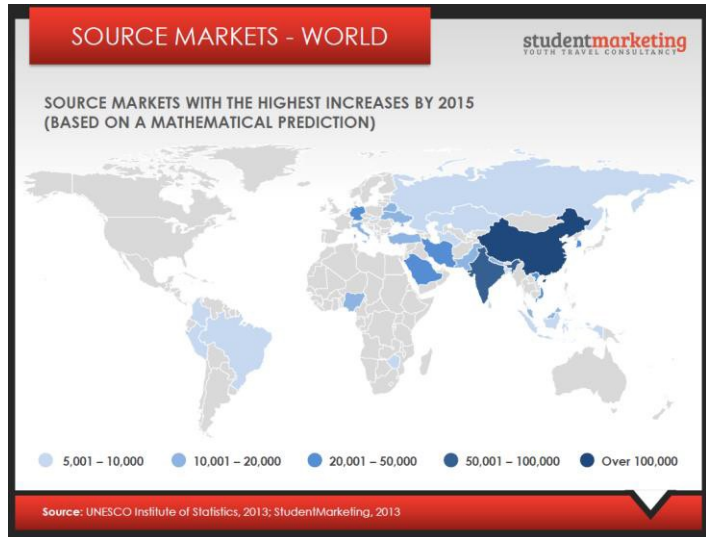 SOURCE MARKETS - WORLD
studentmarketing
YOUTH TRAVEL CONSULTANCY
SOURCE MARKETS WITH THE HIGHEST INCREASES BY 2015
(BASED ON A MATHEMATICAL PREDICTION)
5,001 – 10,000
10,001 – 20,000
20,001 – 50,000
50,001 – 100,000
Over 100,000
Source: UNESCO Institute of Statistics, 2013; StudentMarketing, 2013